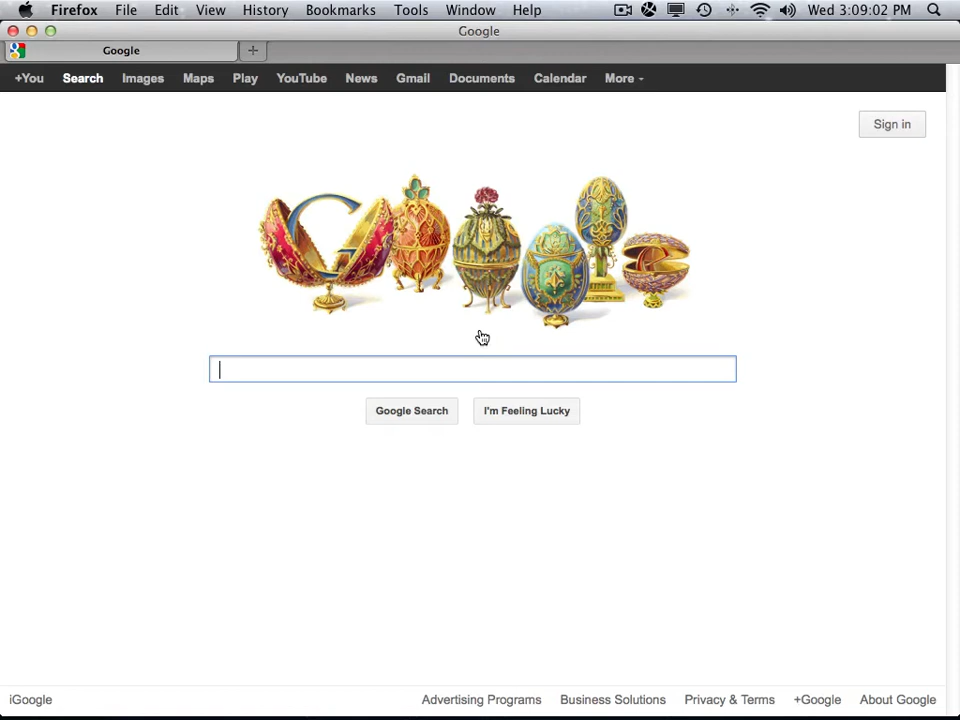 Firefox File Edit View History Bookmarks Tools Window Help Wed 3:09:02 PM
Google
Google
+You Search Images Maps Play YouTube News Gmail Documents Calendar More
Sign in
G
Google Search I'm Feeling Lucky
iGoogle Advertising Programs Business Solutions Privacy & Terms +Google About Google